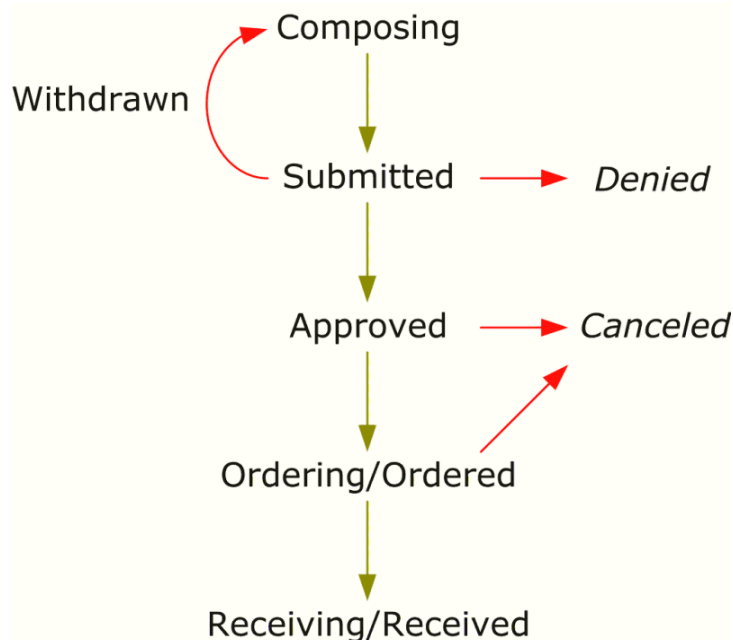 Composing
Withdrawn
Submitted
Denied
Approved
Canceled
Ordering/Ordered
Receiving/Received